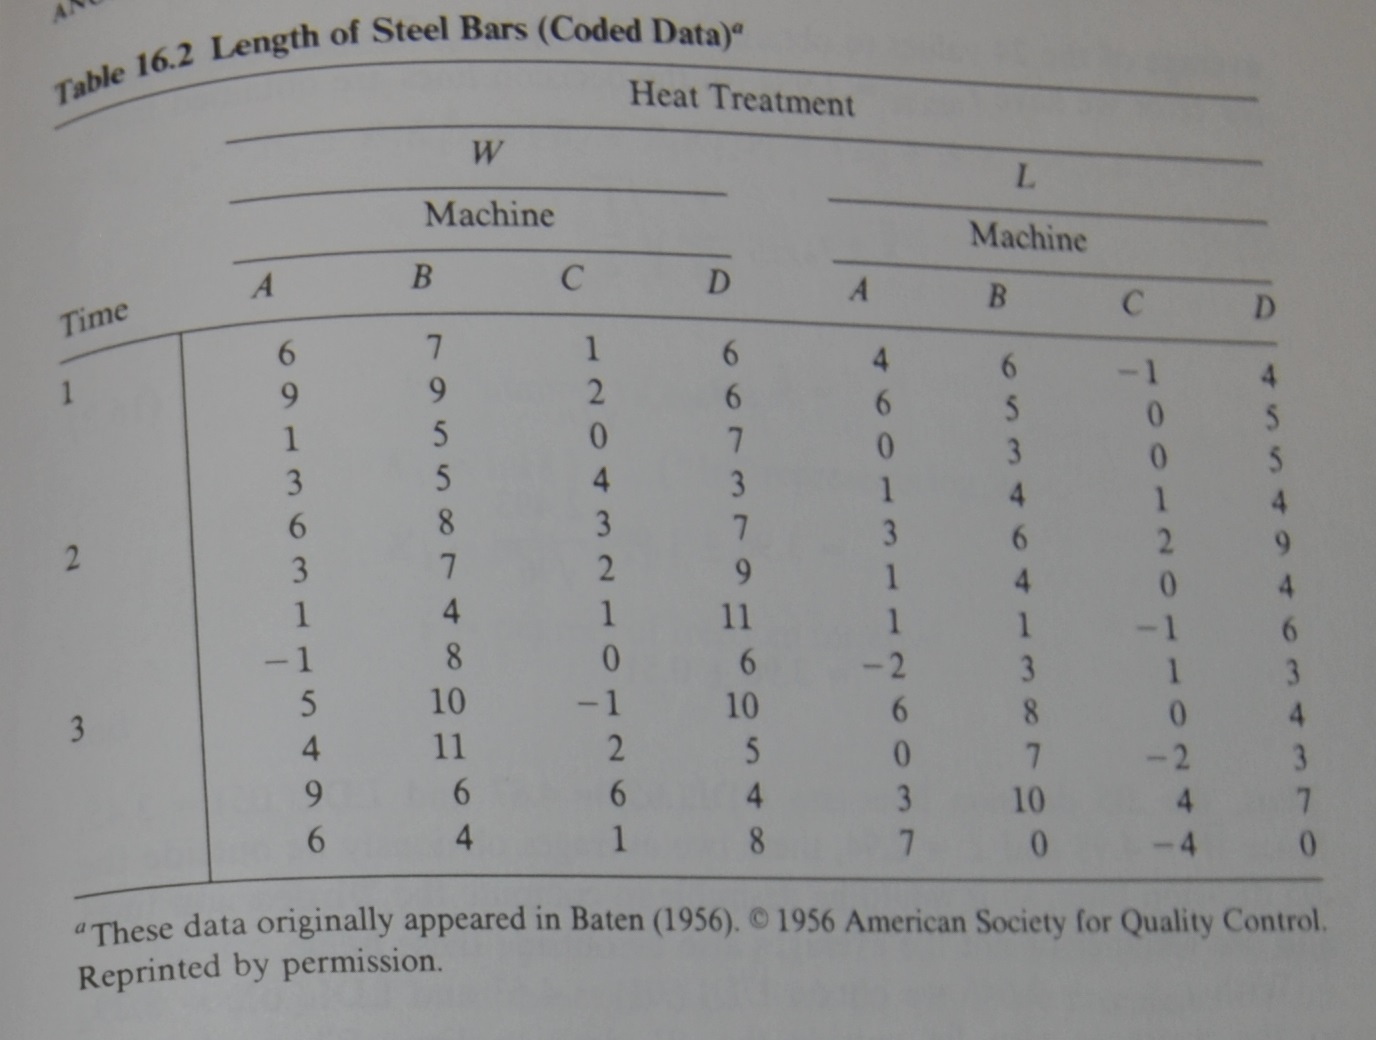 Table 16.2 Length of Steel Bars (Coded Data)a
Heat Treatment
W L
Machine Machine
Time A B C D A B C D
6 7 1 6 4 6 −1 4
1 9 9 2 6 6 5 0 5
1 5 0 7 0 3 0 5
3 5 4 3 1 4 1 4
6 8 3 7 3 6 2 9
2 3 7 2 9 1 4 0 4
1 4 1 11 1 1 −1 6
−1 8 0 6 −2 3 1 3
5 10 −1 10 6 8 0 4
3 4 11 2 5 0 7 −2 3
9 6 6 4 3 10 4 7
6 4 1 8 7 0 −4 0
a These data originally appeared in Baten (1956). © 1956 American Society for Quality Control.
Reprinted by permission.